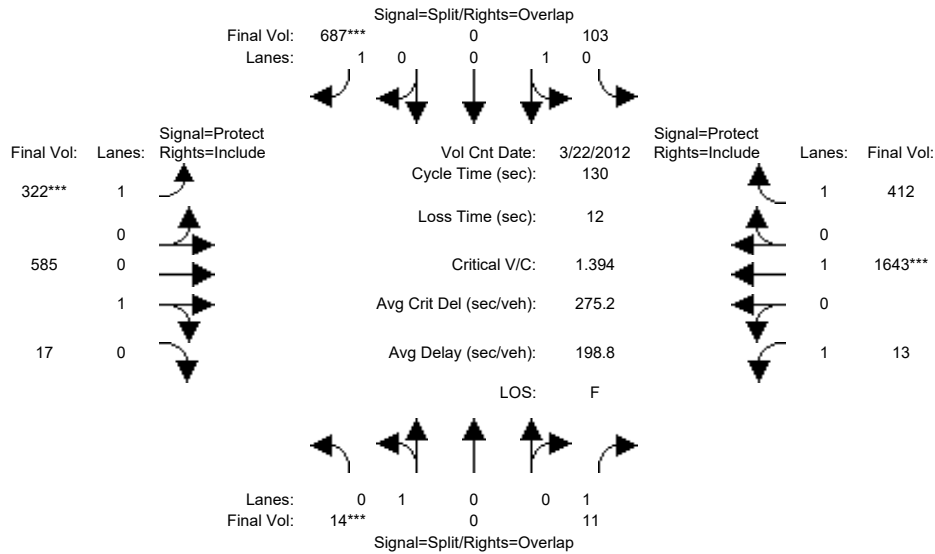 Signal=Split/Rights=Overlap
Final Vol: 687*** 0 103
Lanes: 1 0 0 1 0
Signal=Protect Signal=Protect
Final Vol: Lanes: Rights=Include Vol Cnt Date: 3/22/2012 Rights=Include Lanes: Final Vol:
Cycle Time (sec): 130
322*** 1 1 412
Loss Time (sec): 12
0 0
585 0 Critical V/C: 1.394 1 1643***
1 Avg Crit Del (sec/veh): 275.2 0
17 0 Avg Delay (sec/veh): 198.8 1 13
LOS: F
Lanes: 0 1 0 0 1
Final Vol: 14*** 0 11
Signal=Split/Rights=Overlap